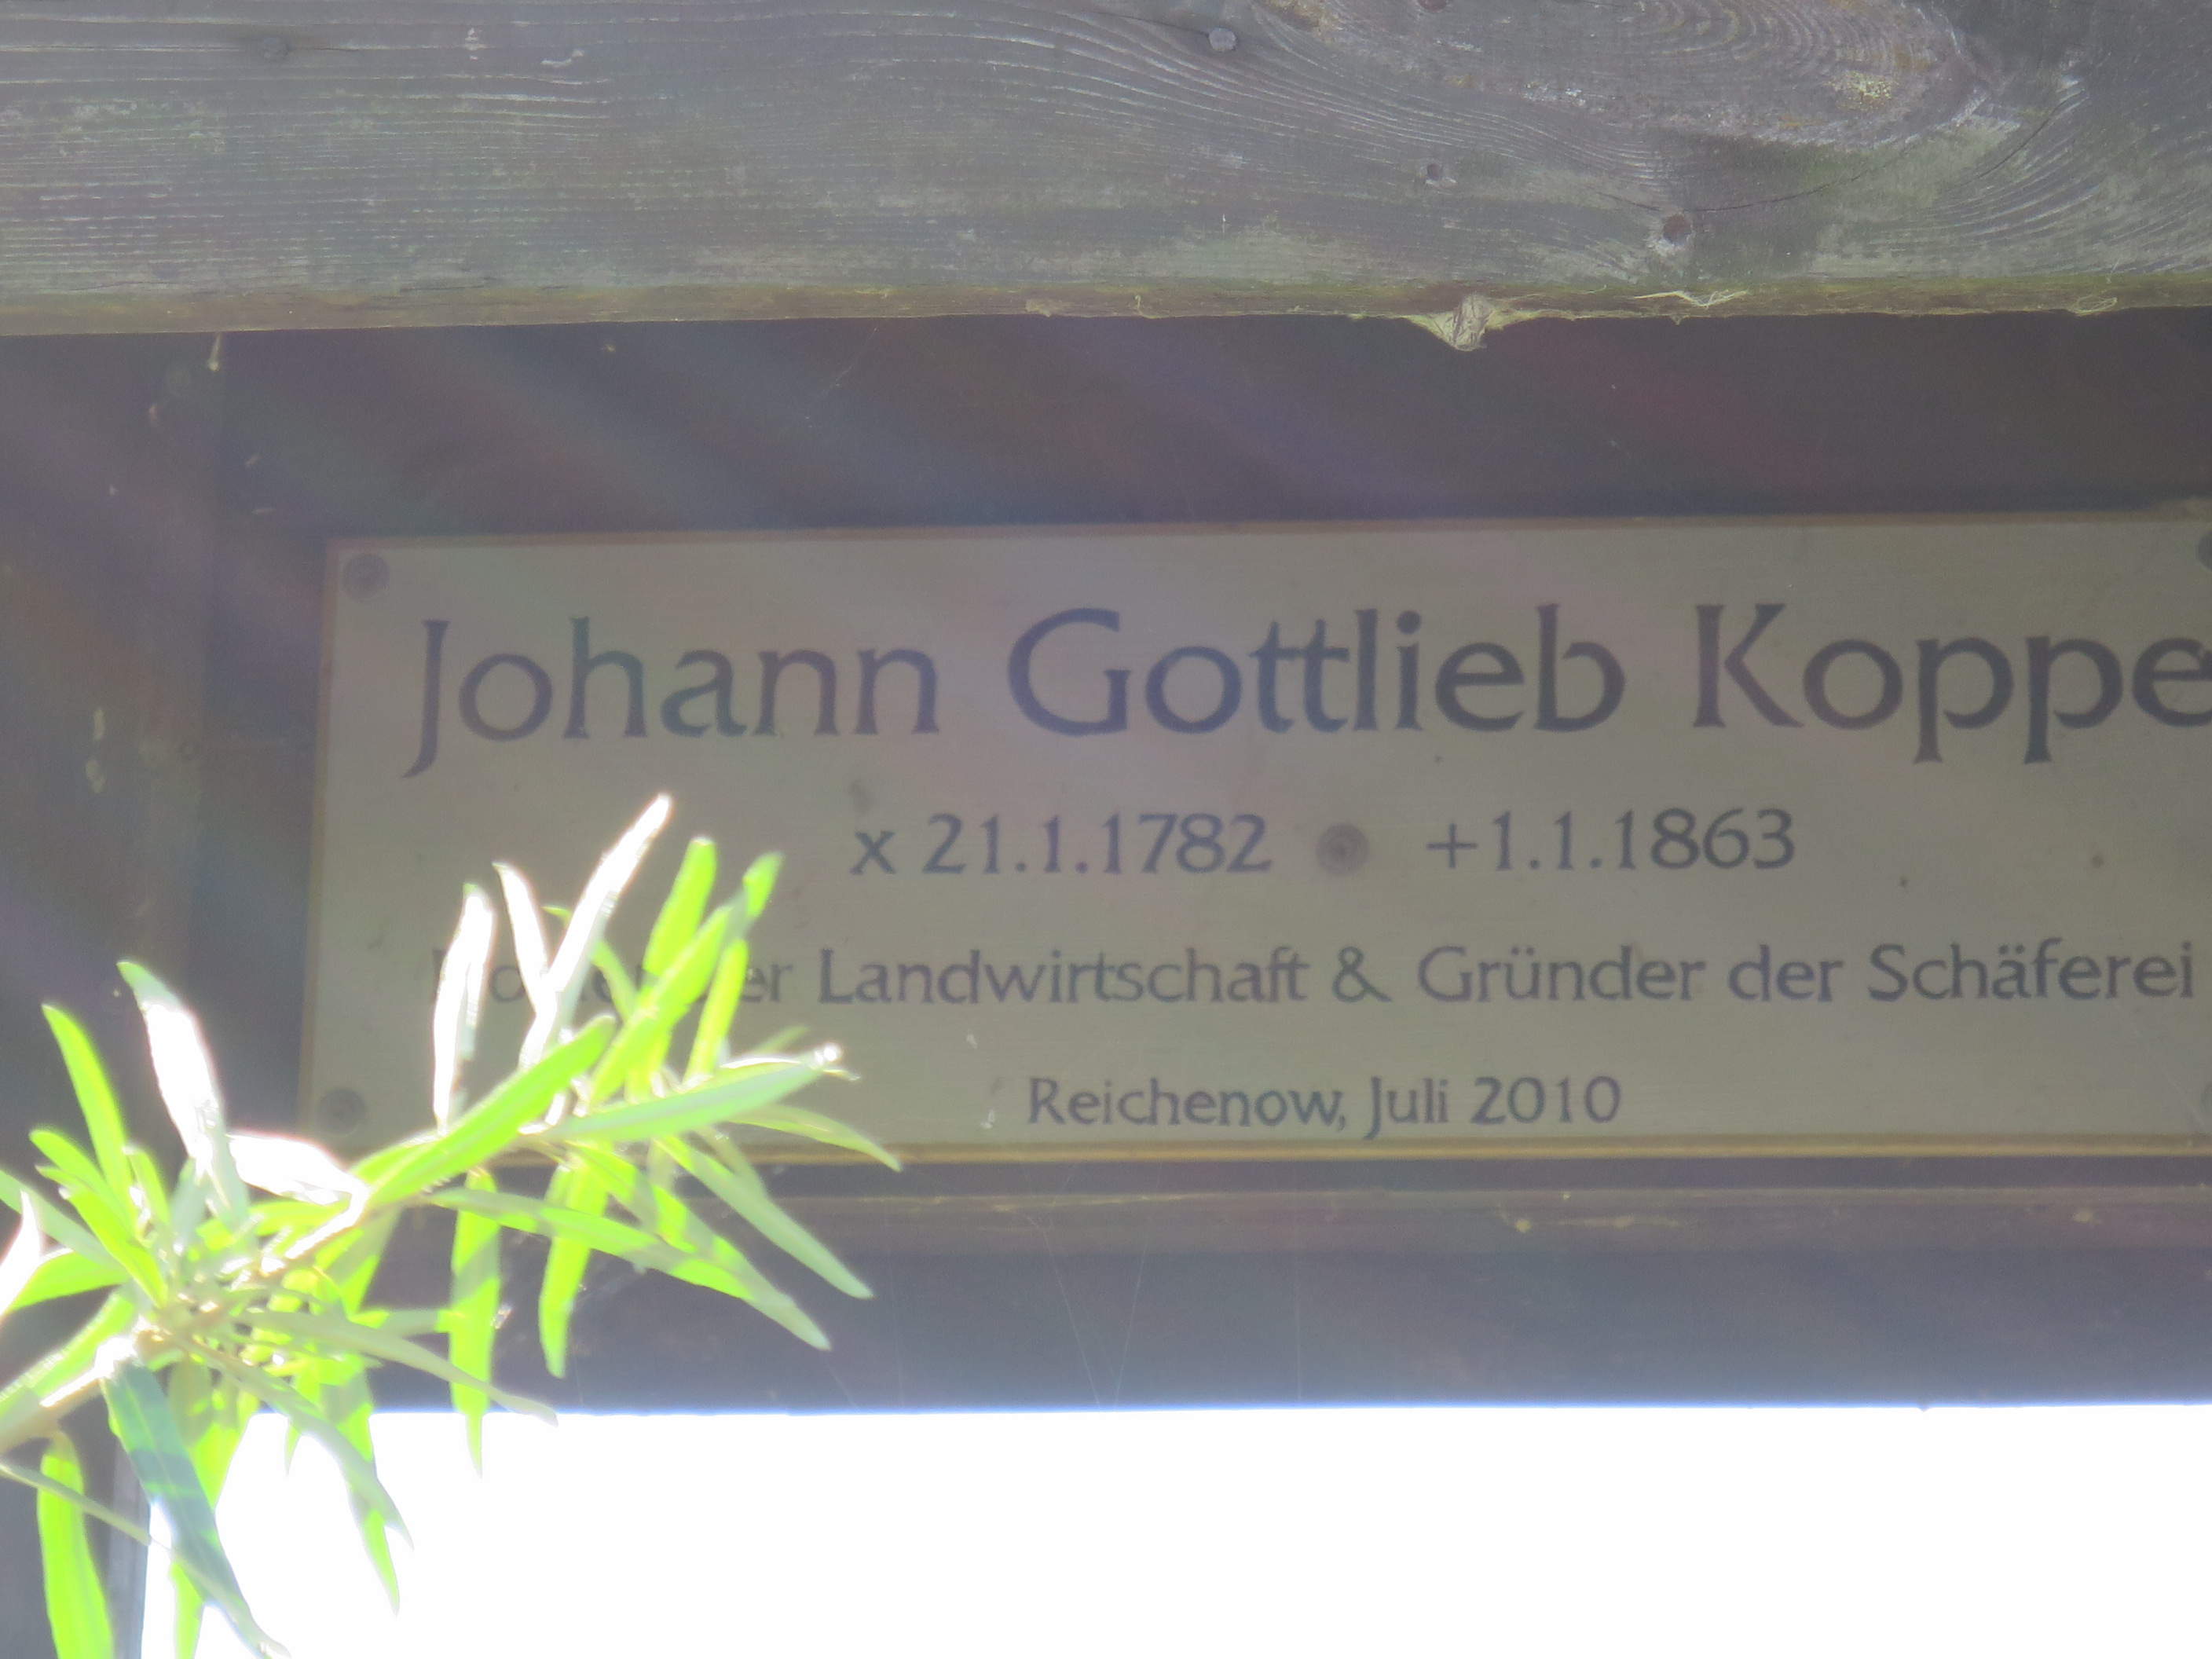 Johann Gottlieb Koppe
x 21.1.1782 +1.1.1863
Landwirtschaft & Gründer der Schäferei
Reichenow, Juli 2010